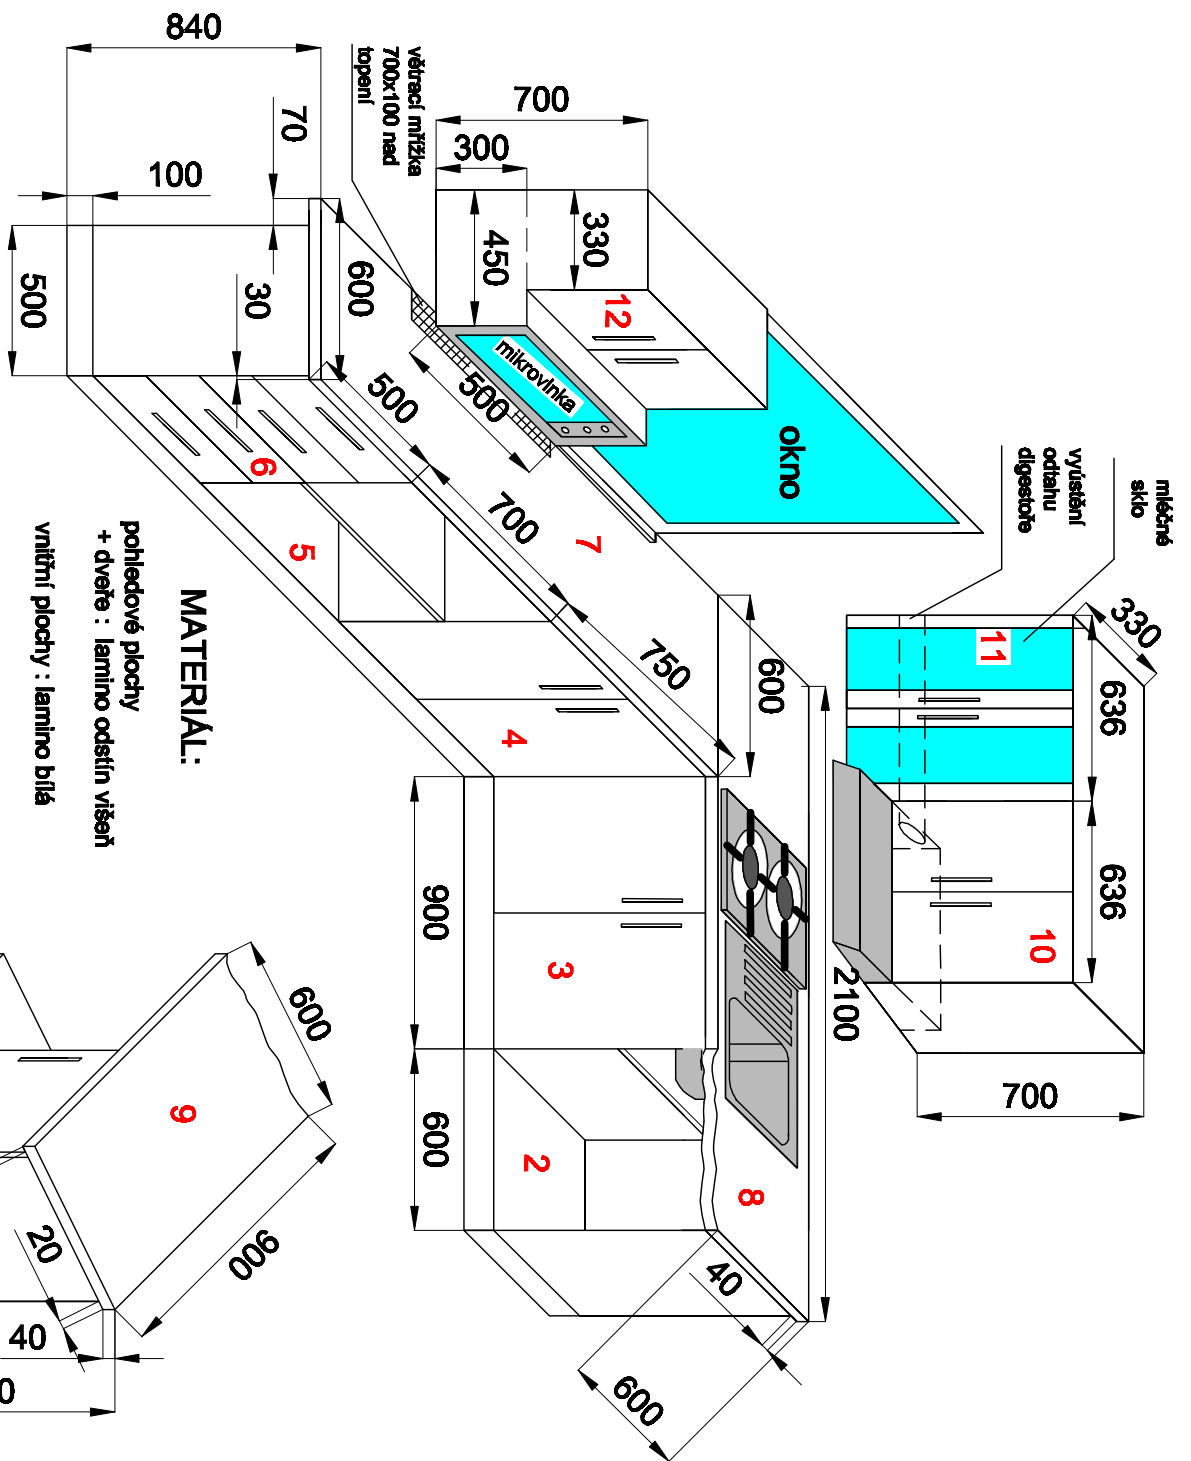 840
70
100
500
30
600
větrací mřížka
700x100 nad
topení
700
300
330
450
12
mikrovlnka
500
okno
500
700
750
7
6
5
4
600
mléčné
sklo
vyústění
odtahu
digestoře
330
636
636
11
10
700
2100
900
600
3
2
8
40
600
MATERIÁL:
pohledové plochy
+ dveře : lamino odstín višeň
vnitřní plochy : lamino bílá
600
9
900
20
40